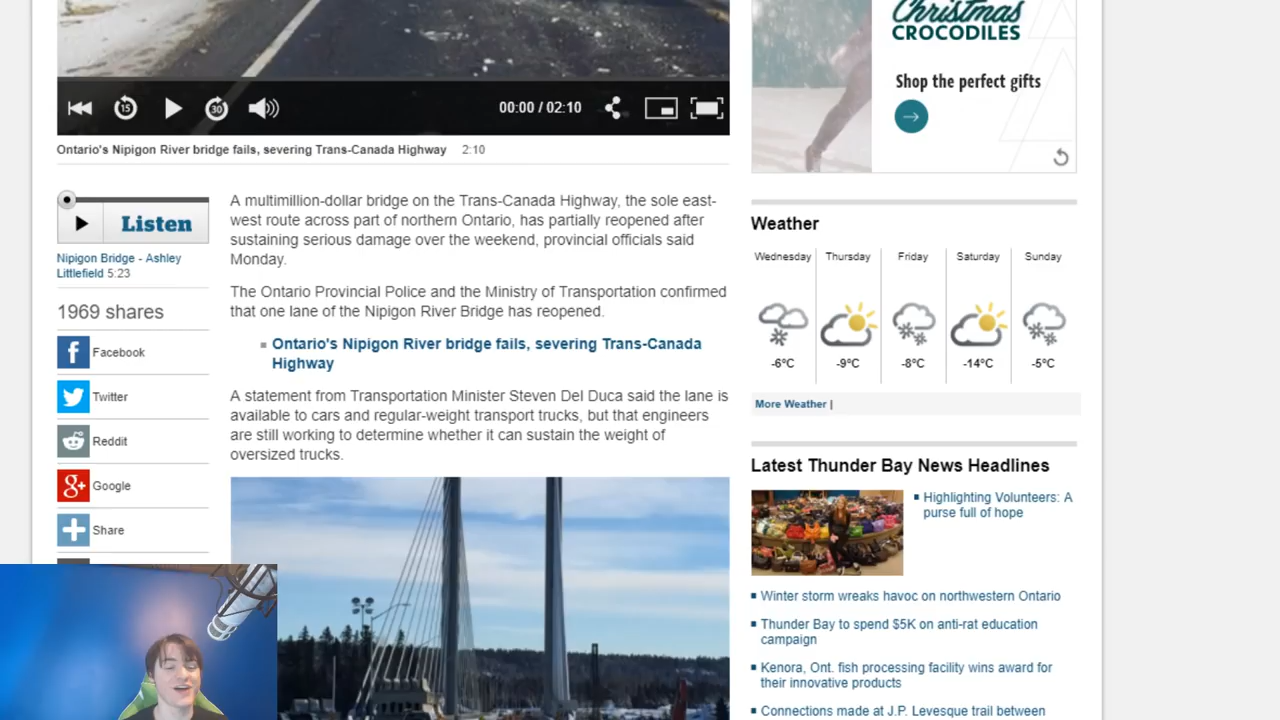 Christmas
CROCODILES
Shop the perfect gifts
15
30
00:00 / 02:10
Ontario's Nipigon River bridge fails, severing Trans-Canada Highway 2:10
Listen
Nipigon Bridge - Ashley
Littlefield 5:23
1969 shares
Facebook
Twitter
Reddit
g+ Google
Share
A multimillion-dollar bridge on the Trans-Canada Highway, the sole east-
west route across part of northern Ontario, has partially reopened after
sustaining serious damage over the weekend, provincial officials said
Monday.
The Ontario Provincial Police and the Ministry of Transportation confirmed
that one lane of the Nipigon River Bridge has reopened.
Ontario's Nipigon River bridge fails, severing Trans-Canada
Highway
A statement from Transportation Minister Steven Del Duca said the lane is
available to cars and regular-weight transport trucks, but that engineers
are still working to determine whether it can sustain the weight of
oversized trucks.
Weather
Wednesday Thursday Friday Saturday Sunday
-6°C -9°C -8°C -14°C -5°C
More Weather |
Latest Thunder Bay News Headlines
Highlighting Volunteers: A
purse full of hope
Winter storm wreaks havoc on northwestern Ontario
Thunder Bay to spend $5K on anti-rat education
campaign
Kenora, Ont. fish processing facility wins award for
their innovative products
Connections made at J.P. Levesque trail between